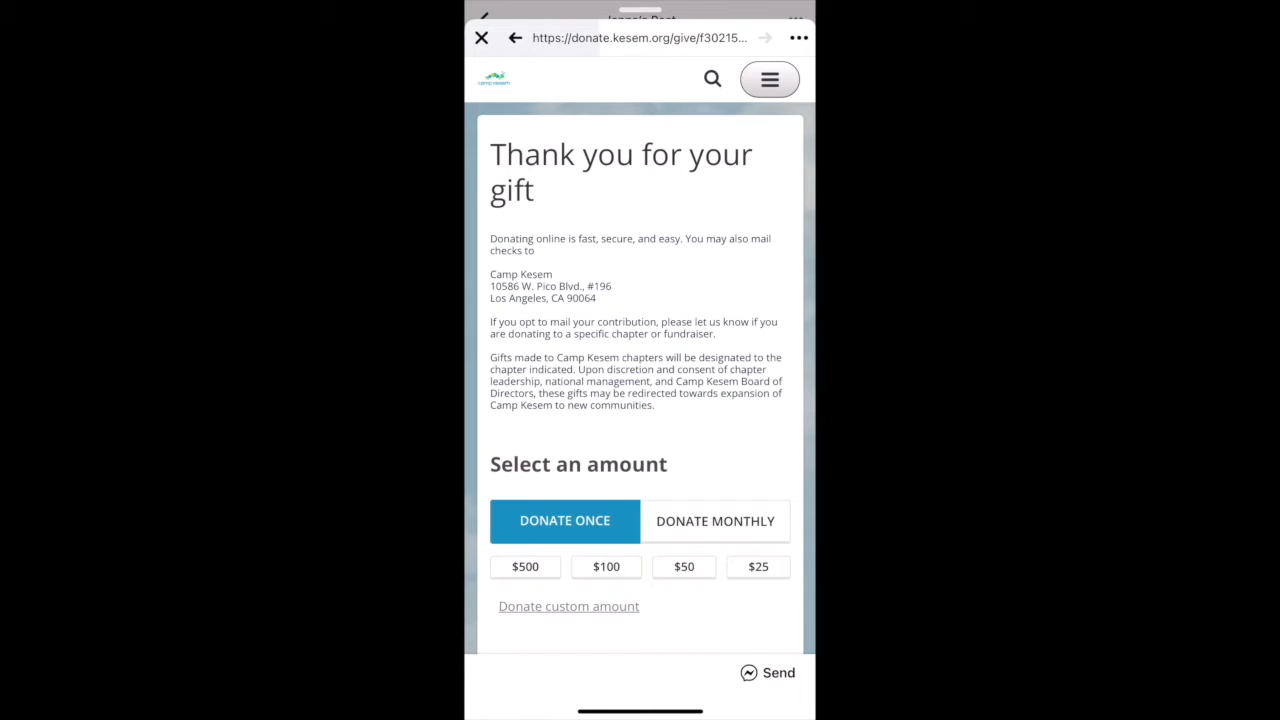 https://donate.kesem.org/give/f30215...
camp kesem
Thank you for your
gift
Donating online is fast, secure, and easy. You may also mail
checks to
Camp Kesem
10586 W. Pico Blvd., #196
Los Angeles, CA 90064
If you opt to mail your contribution, please let us know if you
are donating to a specific chapter or fundraiser.
Gifts made to Camp Kesem chapters will be designated to the
chapter indicated. Upon discretion and consent of chapter
leadership, national management, and Camp Kesem Board of
Directors, these gifts may be redirected towards expansion of
Camp Kesem to new communities.
Select an amount
DONATE ONCE DONATE MONTHLY
$500 $100 $50 $25
Donate custom amount
Send